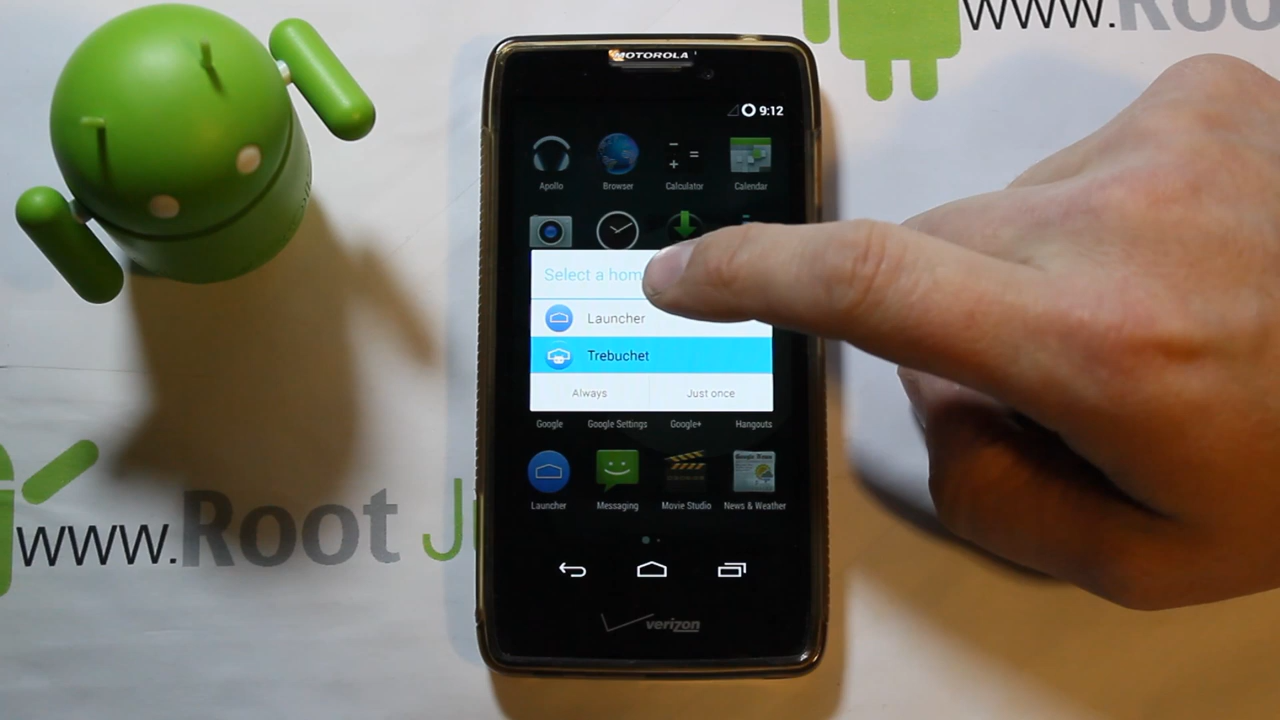 www.Roo
MOTOROLA
9:12
Apollo Browser Calculator Calendar
Select a hom
Launcher
Trebuchet
Always Just once
Google Google Settings Google+ Hangouts
Launcher Messaging Movie Studio News & Weather
www.Root Ju
verizon